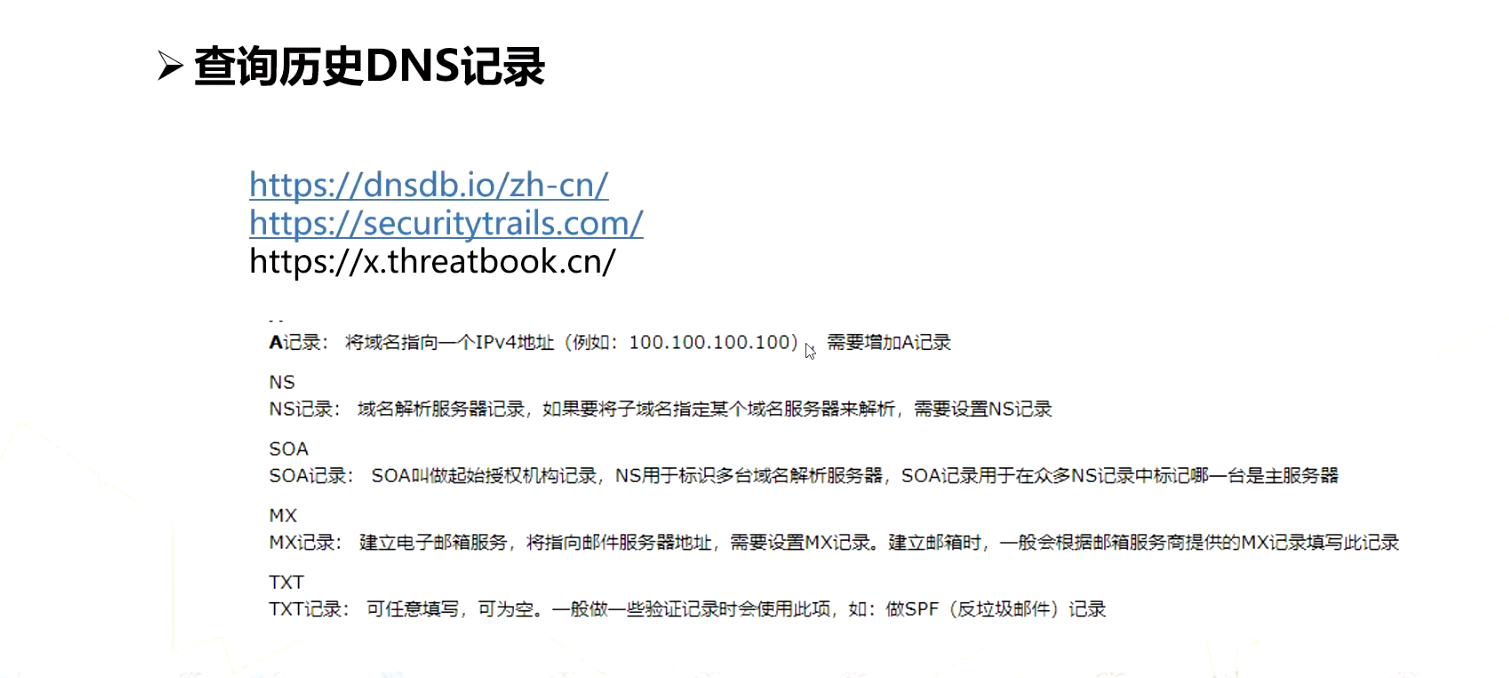 查询历史DNS记录
https://dnsdb.io/zh-cn/
https://securitytrails.com/
https://x.threatbook.cn/
A记录： 将域名指向一个IPv4地址（例如：100.100.100.100），需要增加A记录
NS
NS记录： 域名解析服务器记录，如果要将子域名指定某个域名服务器来解析，需要设置NS记录
SOA
SOA记录： SOA叫做起始授权机构记录，NS用于标识多台域名解析服务器，SOA记录用于在众多NS记录中标记哪一台是主服务器
MX
MX记录： 建立电子邮箱服务，将指向邮件服务器地址，需要设置MX记录。建立邮箱时，一般会根据邮箱服务商提供的MX记录填写此记录
TXT
TXT记录： 可任意填写，可为空。一般做一些验证记录时会使用此项，如：做SPF（反垃圾邮件）记录